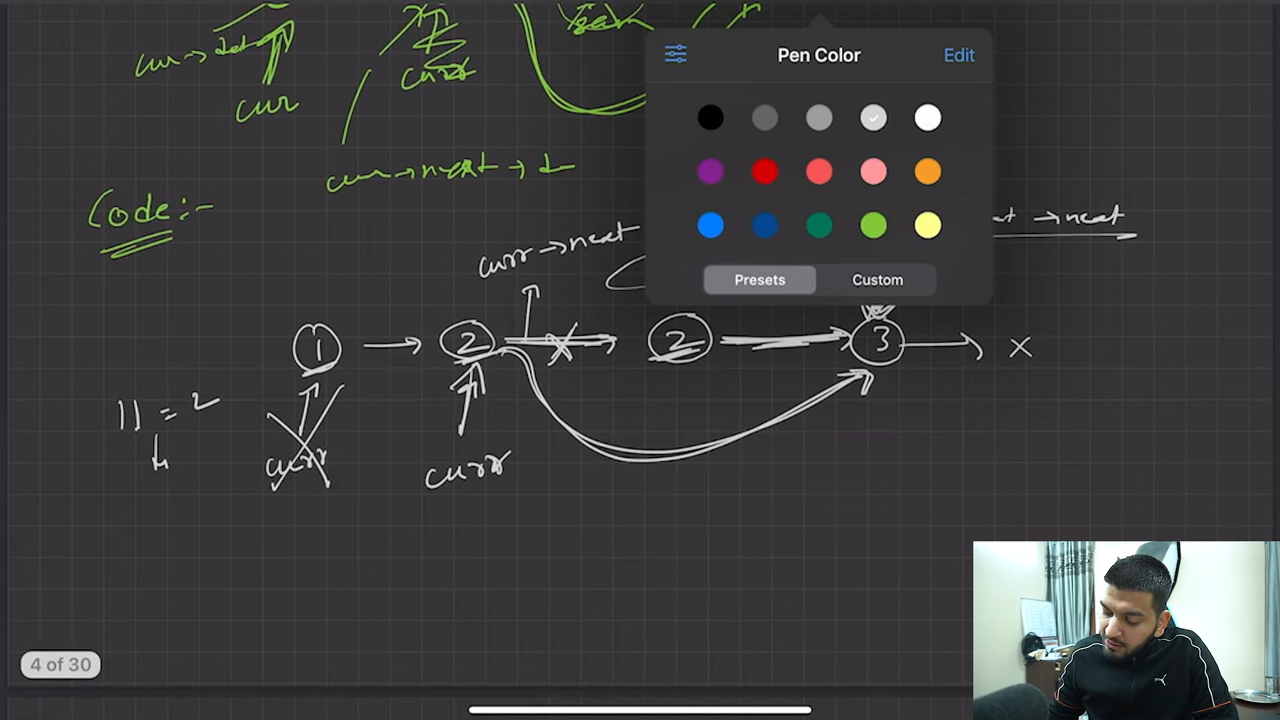 Pen Color
Edit
cur
curr
cur→next→
Code:-
curr→next
→next
Presets
Custom
1 → 2 → 2 → 3 → x
11 = 2
curr
curr
4 of 30